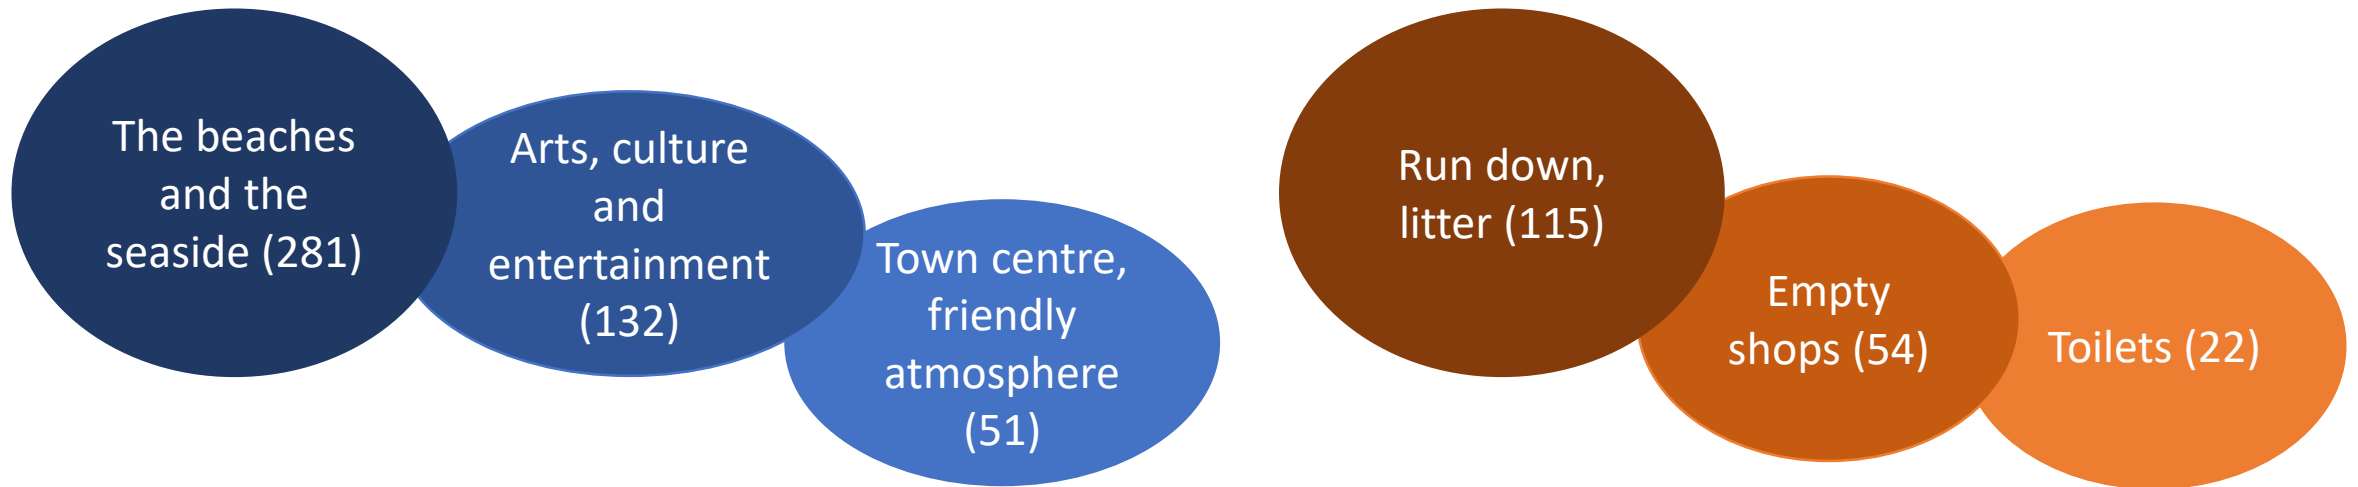 The beaches
and the
seaside (281)
Arts, culture
and
entertainment
(132)
Town centre,
friendly
atmosphere
(51)
Run down,
litter (115)
Empty
shops (54)
Toilets (22)